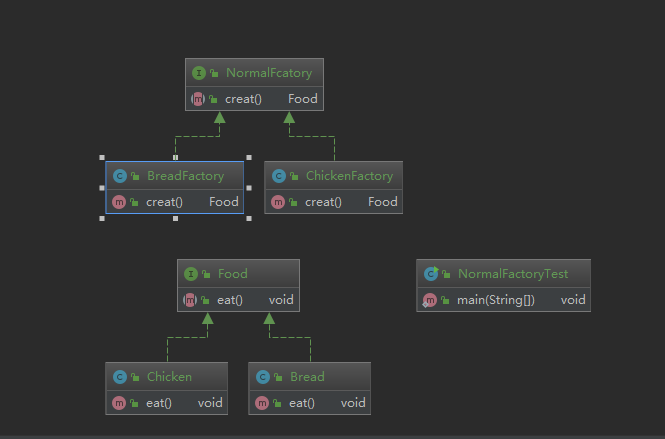 NormalFcatory
creat() Food
BreadFactory
creat() Food
ChickenFactory
creat() Food
Food
eat() void
NormalFactoryTest
main(String[]) void
Chicken
eat() void
Bread
eat() void